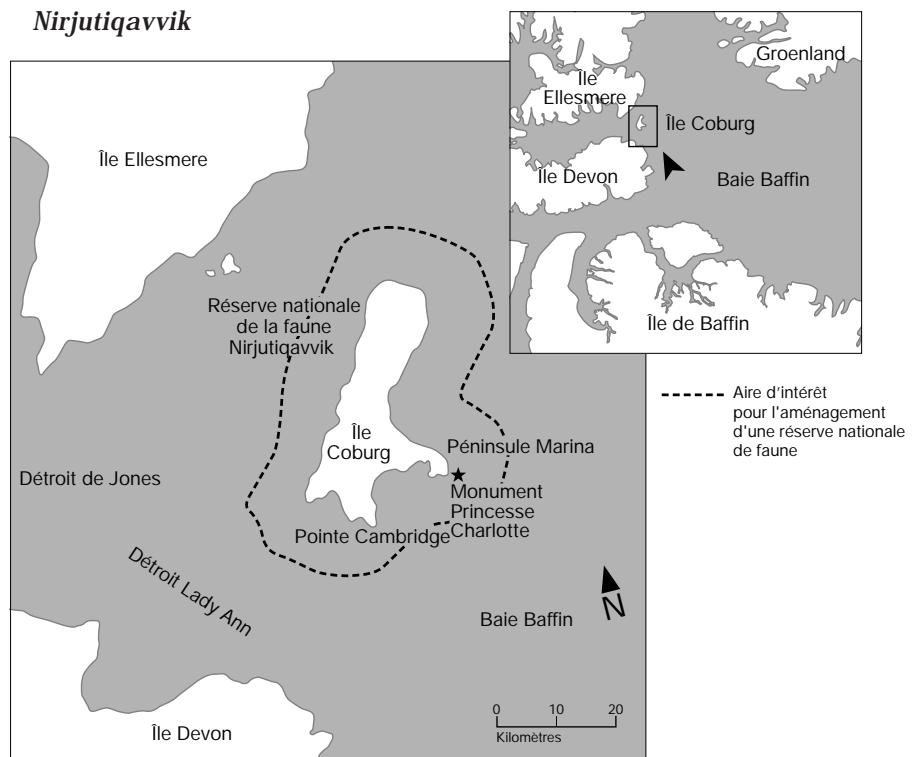 Nirjutiqavvik
Île Ellesmere
Réserve nationale
de la faune
Nirjutiqavvik
Île
Coburg
Péninsule Marina
Détroit de Jones
Monument
Princesse
Charlotte
Pointe Cambridge
Détroit Lady Ann
Baie Baffin
N
Île Devon
0 10 20
Kilomètres
Groenland
Île
Ellesmere
Île Coburg
Île Devon
Baie Baffin
Île de Baffin
Aire d'intérêt
pour l'aménagement
d'une réserve nationale
de faune